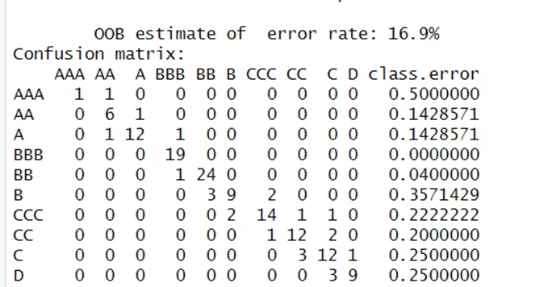 OOB estimate of  error rate: 16.9%
Confusion matrix:
    AAA AA  A BBB BB B CCC CC  C D class.error
AAA   1  1  0   0  0 0   0  0  0 0   0.5000000
AA    0  6  1   0  0 0   0  0  0 0   0.1428571
A     0  1 12   1  0 0   0  0  0 0   0.1428571
BBB   0  0  0  19  0 0   0  0  0 0   0.0000000
BB    0  0  0   1 24 0   0  0  0 0   0.0400000
B     0  0  0   0  3 9   2  0  0 0   0.3571429
CCC   0  0  0   0  0 2  14  1  1 0   0.2222222
CC    0  0  0   0  0 0   1 12  2 0   0.2000000
C     0  0  0   0  0 0   0  3 12 1   0.2500000
D     0  0  0   0  0 0   0  0  3 9   0.2500000